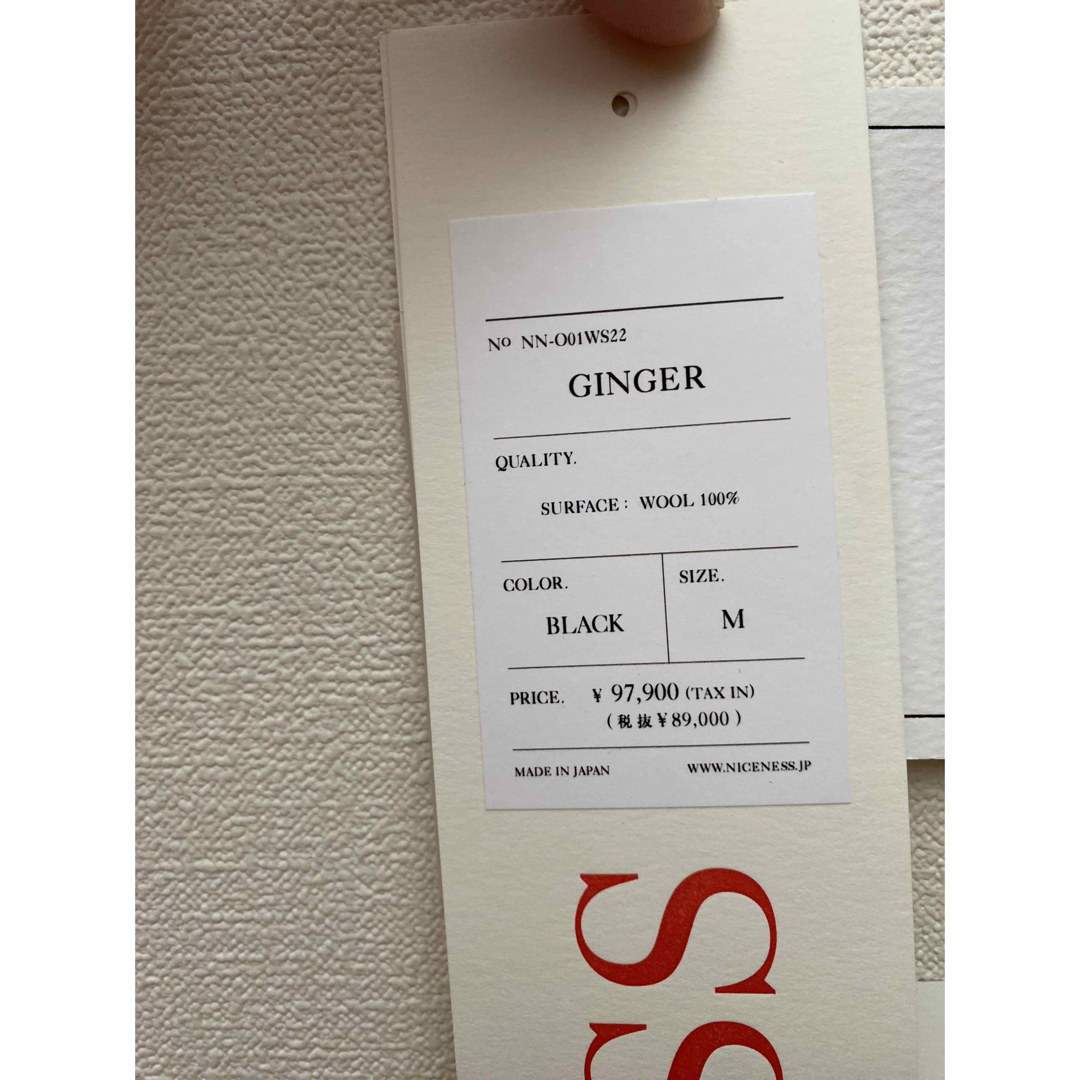 No NN-O01WS22
GINGER
QUALITY.
SURFACE : WOOL 100%
COLOR.
BLACK
SIZE.
M
PRICE. ¥ 97,900 (TAX IN)
( 税抜¥89,000 )
MADE IN JAPAN
WWW.NICENESS.JP
SS